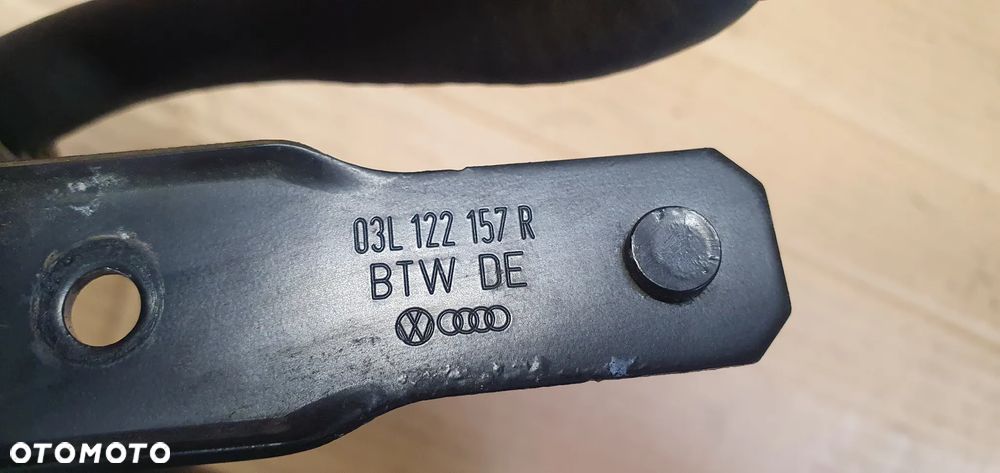 03L 122 157 R
BTW DE
OTOMOTO